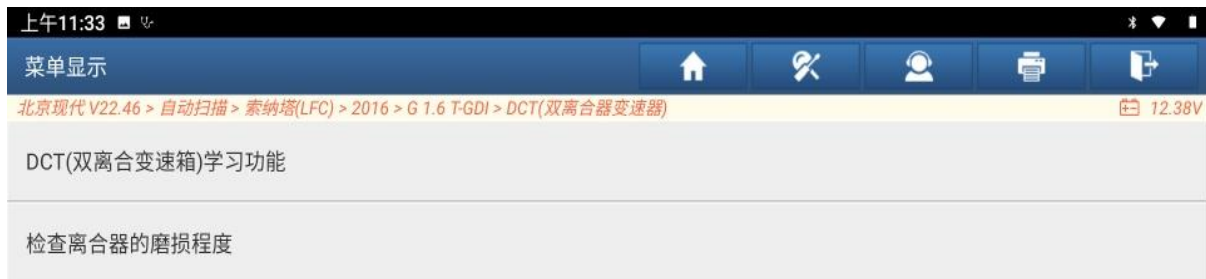 上午11:33
菜单显示
北京现代 V22.46 > 自动扫描 > 索纳塔(LFC) > 2016 > G 1.6 T-GDI > DCT(双离合器变速器) 12.38V
DCT(双离合变速箱)学习功能
检查离合器的磨损程度